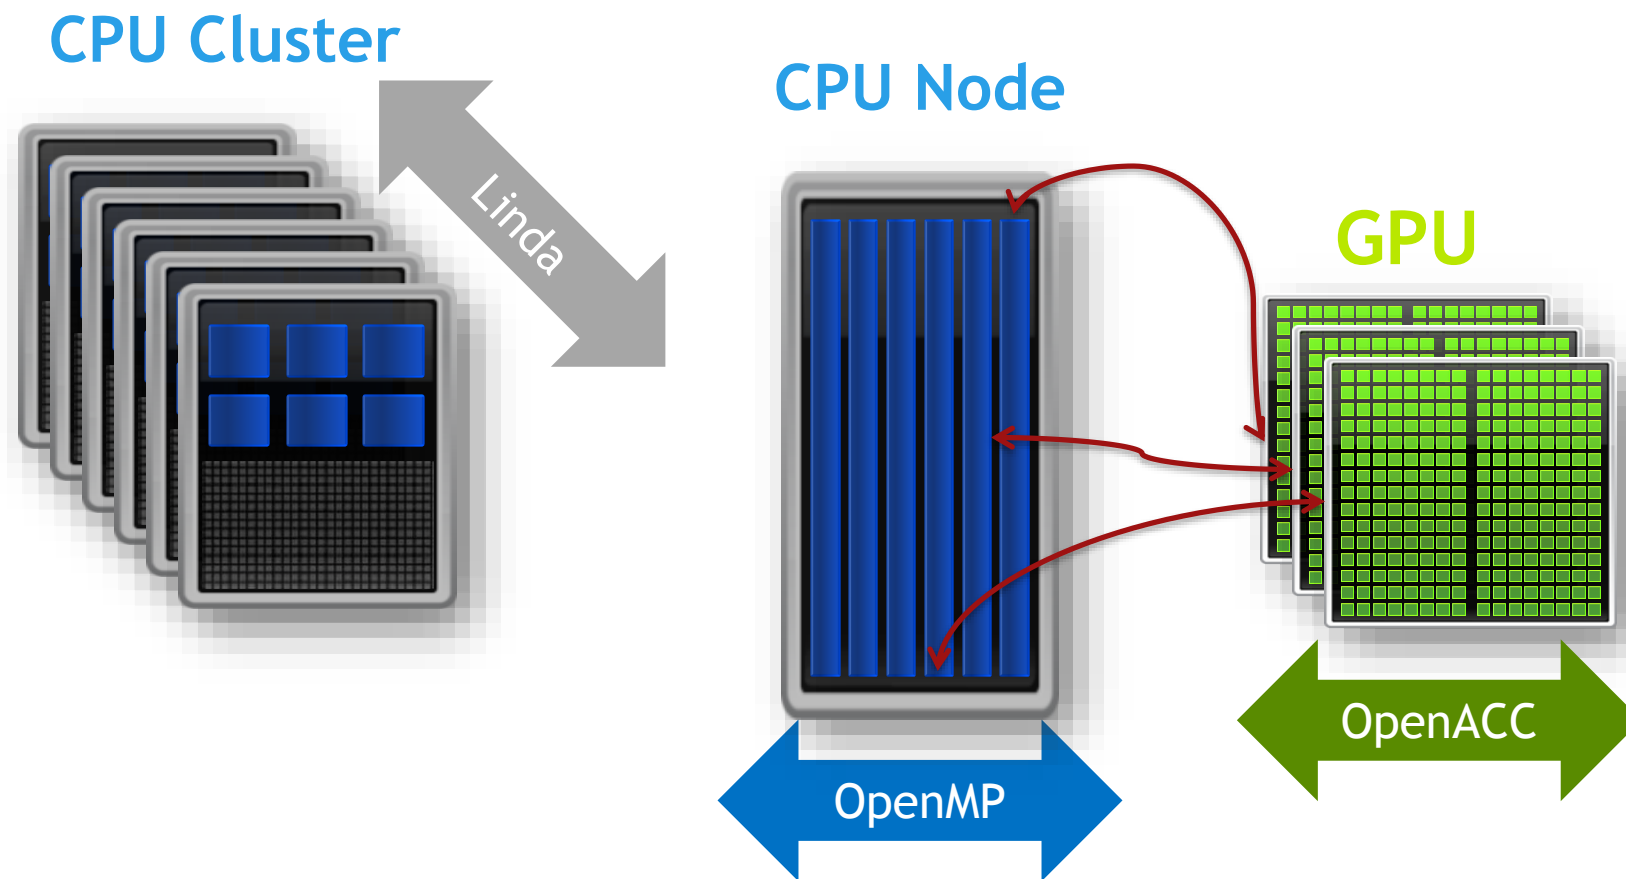 CPU Cluster
CPU Node
Linda
GPU
OpenACC
OpenMP